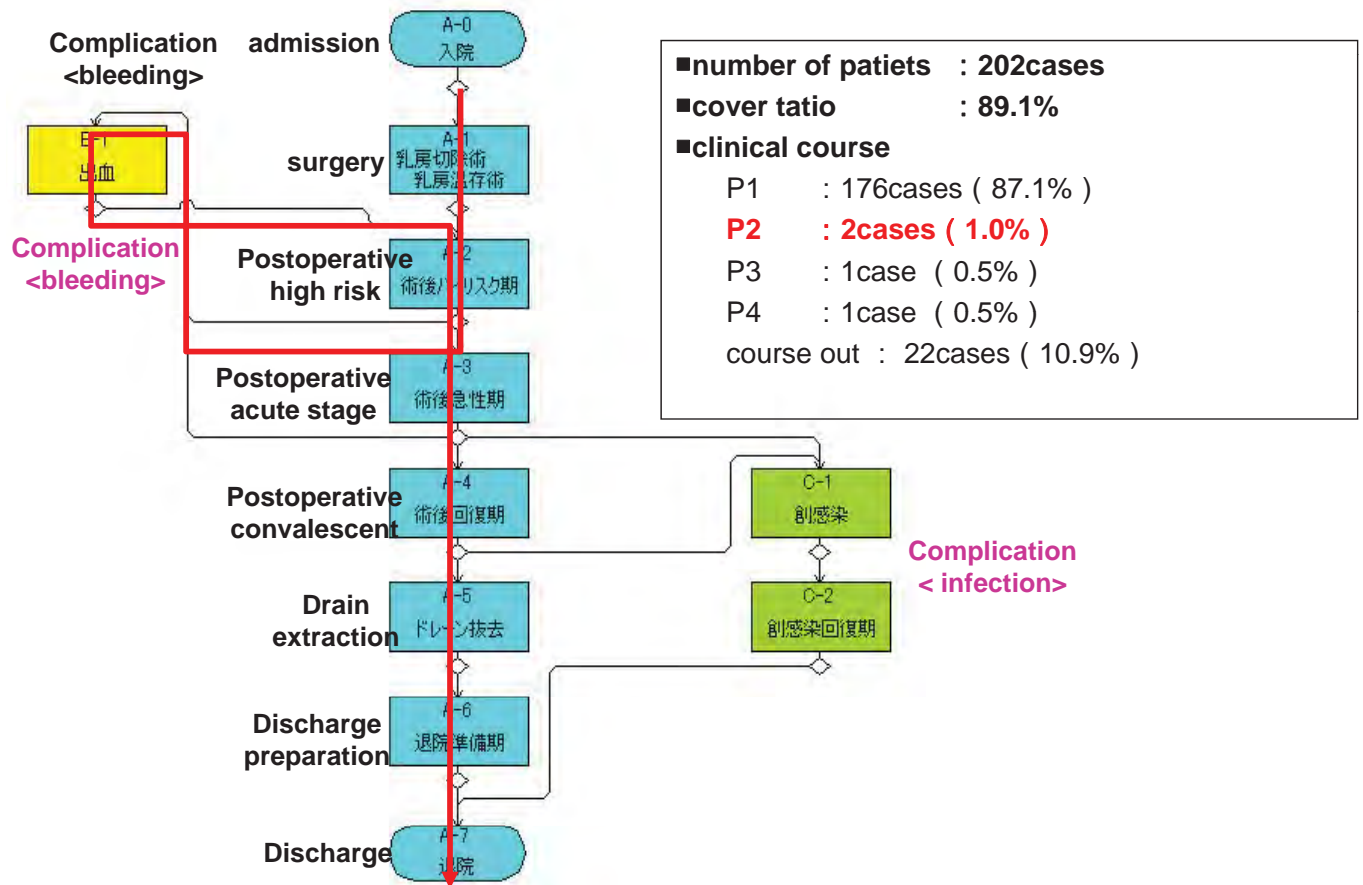 Complication
<bleeding>
admission
A-0
入院
■number of patiets : 202cases
■cover tatio : 89.1%
■clinical course
P1 : 176cases ( 87.1% )
P2 : 2cases ( 1.0% )
P3 : 1case ( 0.5% )
P4 : 1case ( 0.5% )
course out : 22cases ( 10.9% )
E-1
出血
surgery
A-1
乳房切除術
乳房温存術
Complication
<bleeding>
Postoperative
high risk
A-2
術後ハイリスク期
Postoperative
acute stage
A-3
術後急性期
Postoperative
convalescent
A-4
術後回復期
C-1
創感染
Complication
< infection>
Drain
extraction
A-5
ドレーン抜去
C-2
創感染回復期
Discharge
preparation
A-6
退院準備期
Discharge
A-7
退院